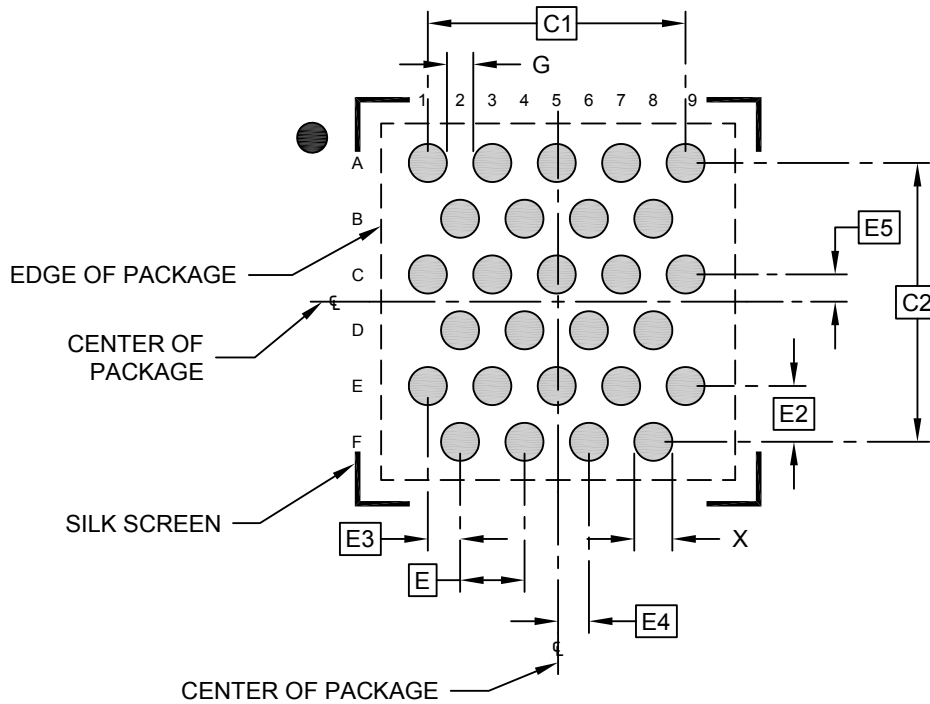 C1
G
1 2 3 4 5 6 7 8 9
A
B
E5
EDGE OF PACKAGE
C
℄
C2
D
CENTER OF
PACKAGE
E
E2
F
SILK SCREEN
E3
X
E
E4
℄
CENTER OF PACKAGE